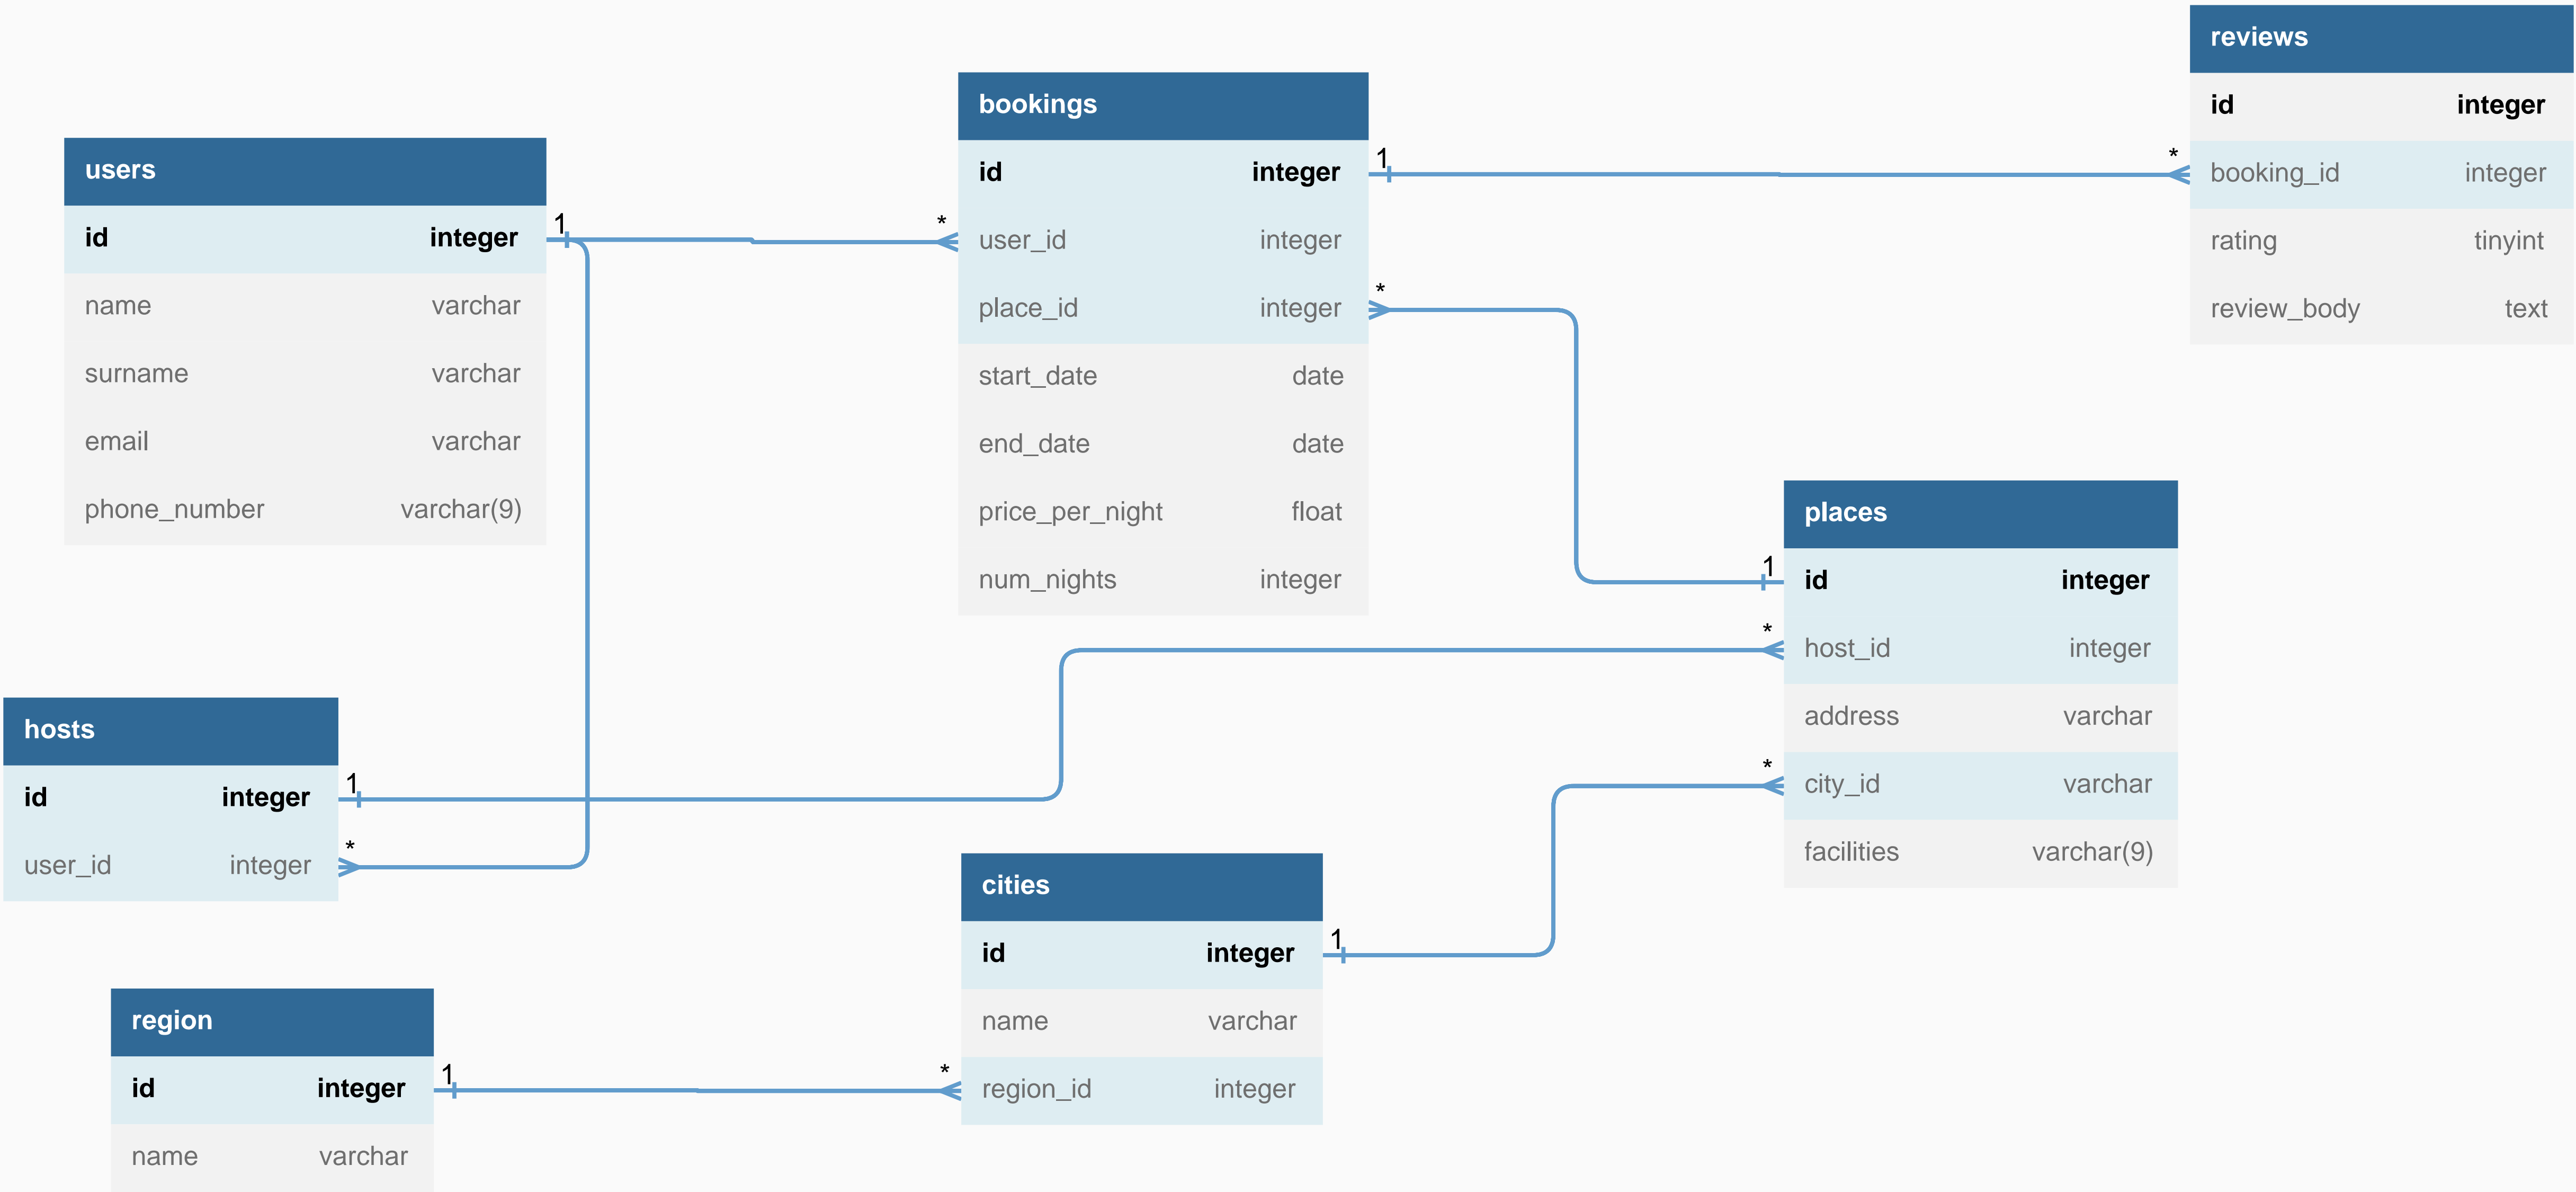 reviews
id integer
booking_id integer
rating tinyint
review_body text
bookings
id integer
user_id integer
place_id integer
start_date date
end_date date
price_per_night float
num_nights integer
users
id integer
name varchar
surname varchar
email varchar
phone_number varchar(9)
places
id integer
host_id integer
address varchar
city_id varchar
facilities varchar(9)
hosts
id integer
user_id integer
cities
id integer
name varchar
region_id integer
region
id integer
name varchar
1 *
1 *
* 1
1 *
1 *
*
1 *